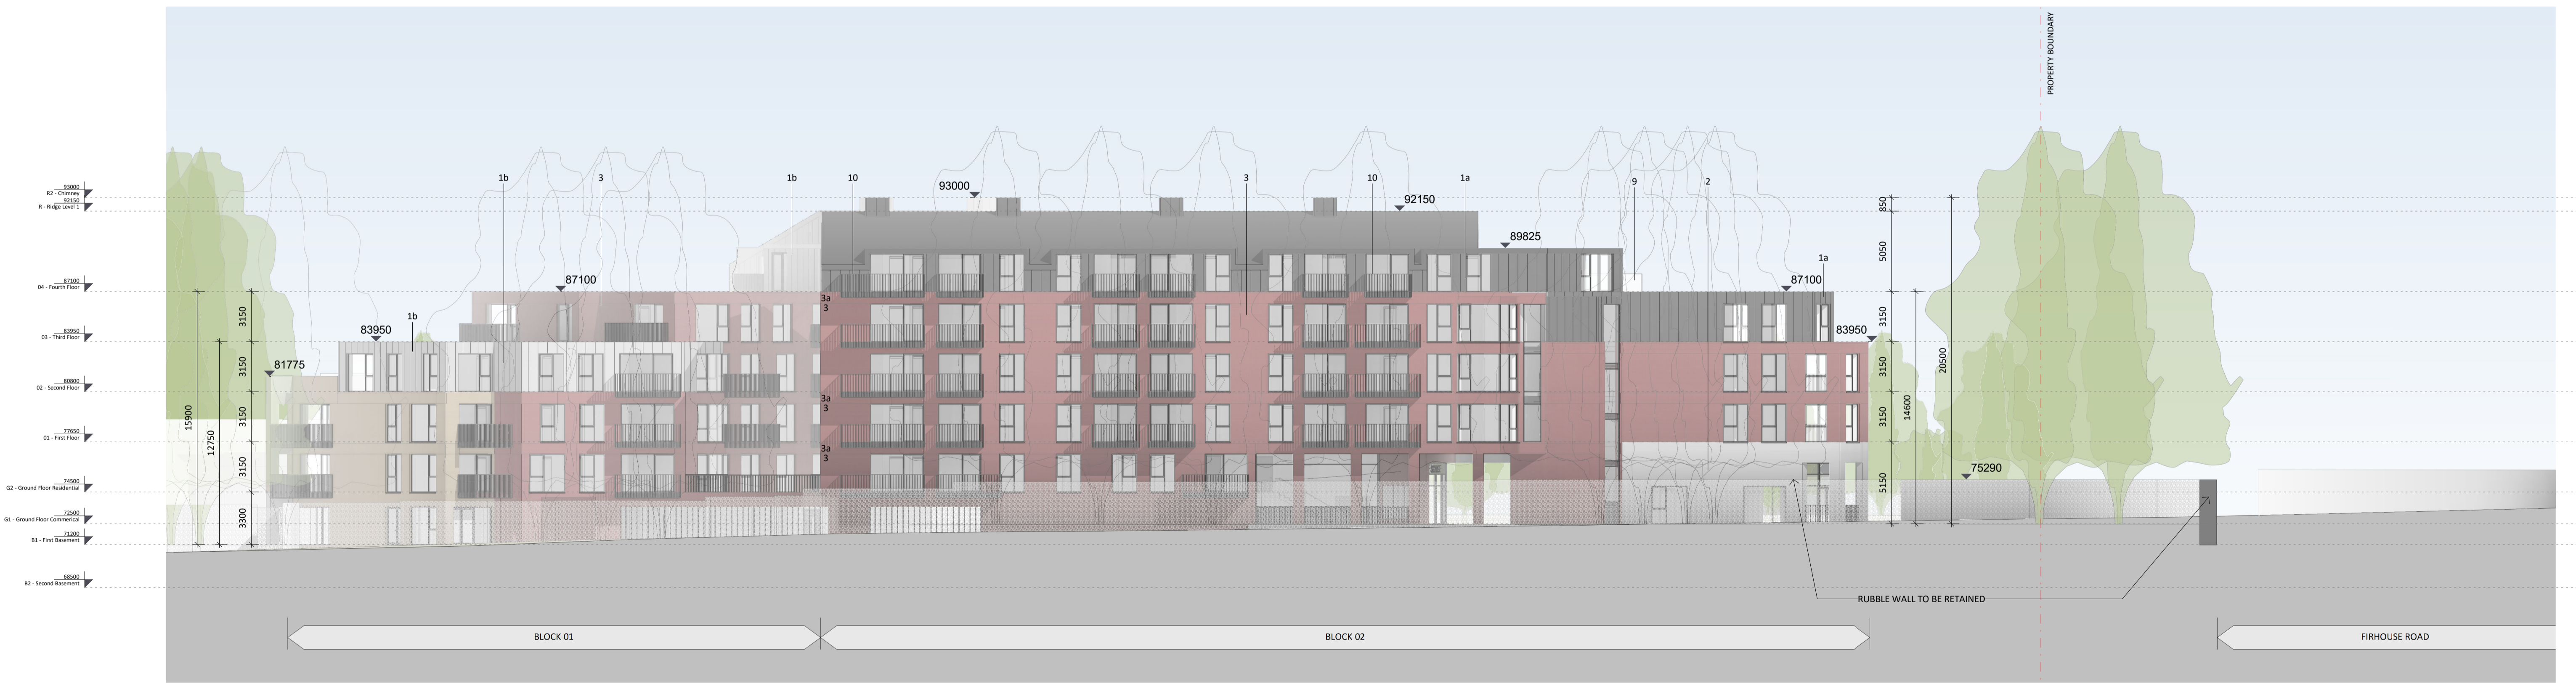 PROPERTY BOUNDARY
93000
R2 - Chimney
92150
R - Ridge Level 1
87100
04 - Fourth Floor
83950
03 - Third Floor
80800
02 - Second Floor
77650
01 - First Floor
74500
G2 - Ground Floor Residential
72500
G1 - Ground Floor Commerical
71200
B1 - First Basement
68500
B2 - Second Basement
15900
12750
3150
3150
3150
3150
3300
81775
83950
1b
1b
87100
3
1b
10
93000
3
10
1a
92150
89825
9
2
1a
87100
83950
3a
3
3a
3
3a
3
850
5050
3150
3150
3150
5150
14600
20500
75290
RUBBLE WALL TO BE RETAINED
BLOCK 01
BLOCK 02
FIRHOUSE ROAD